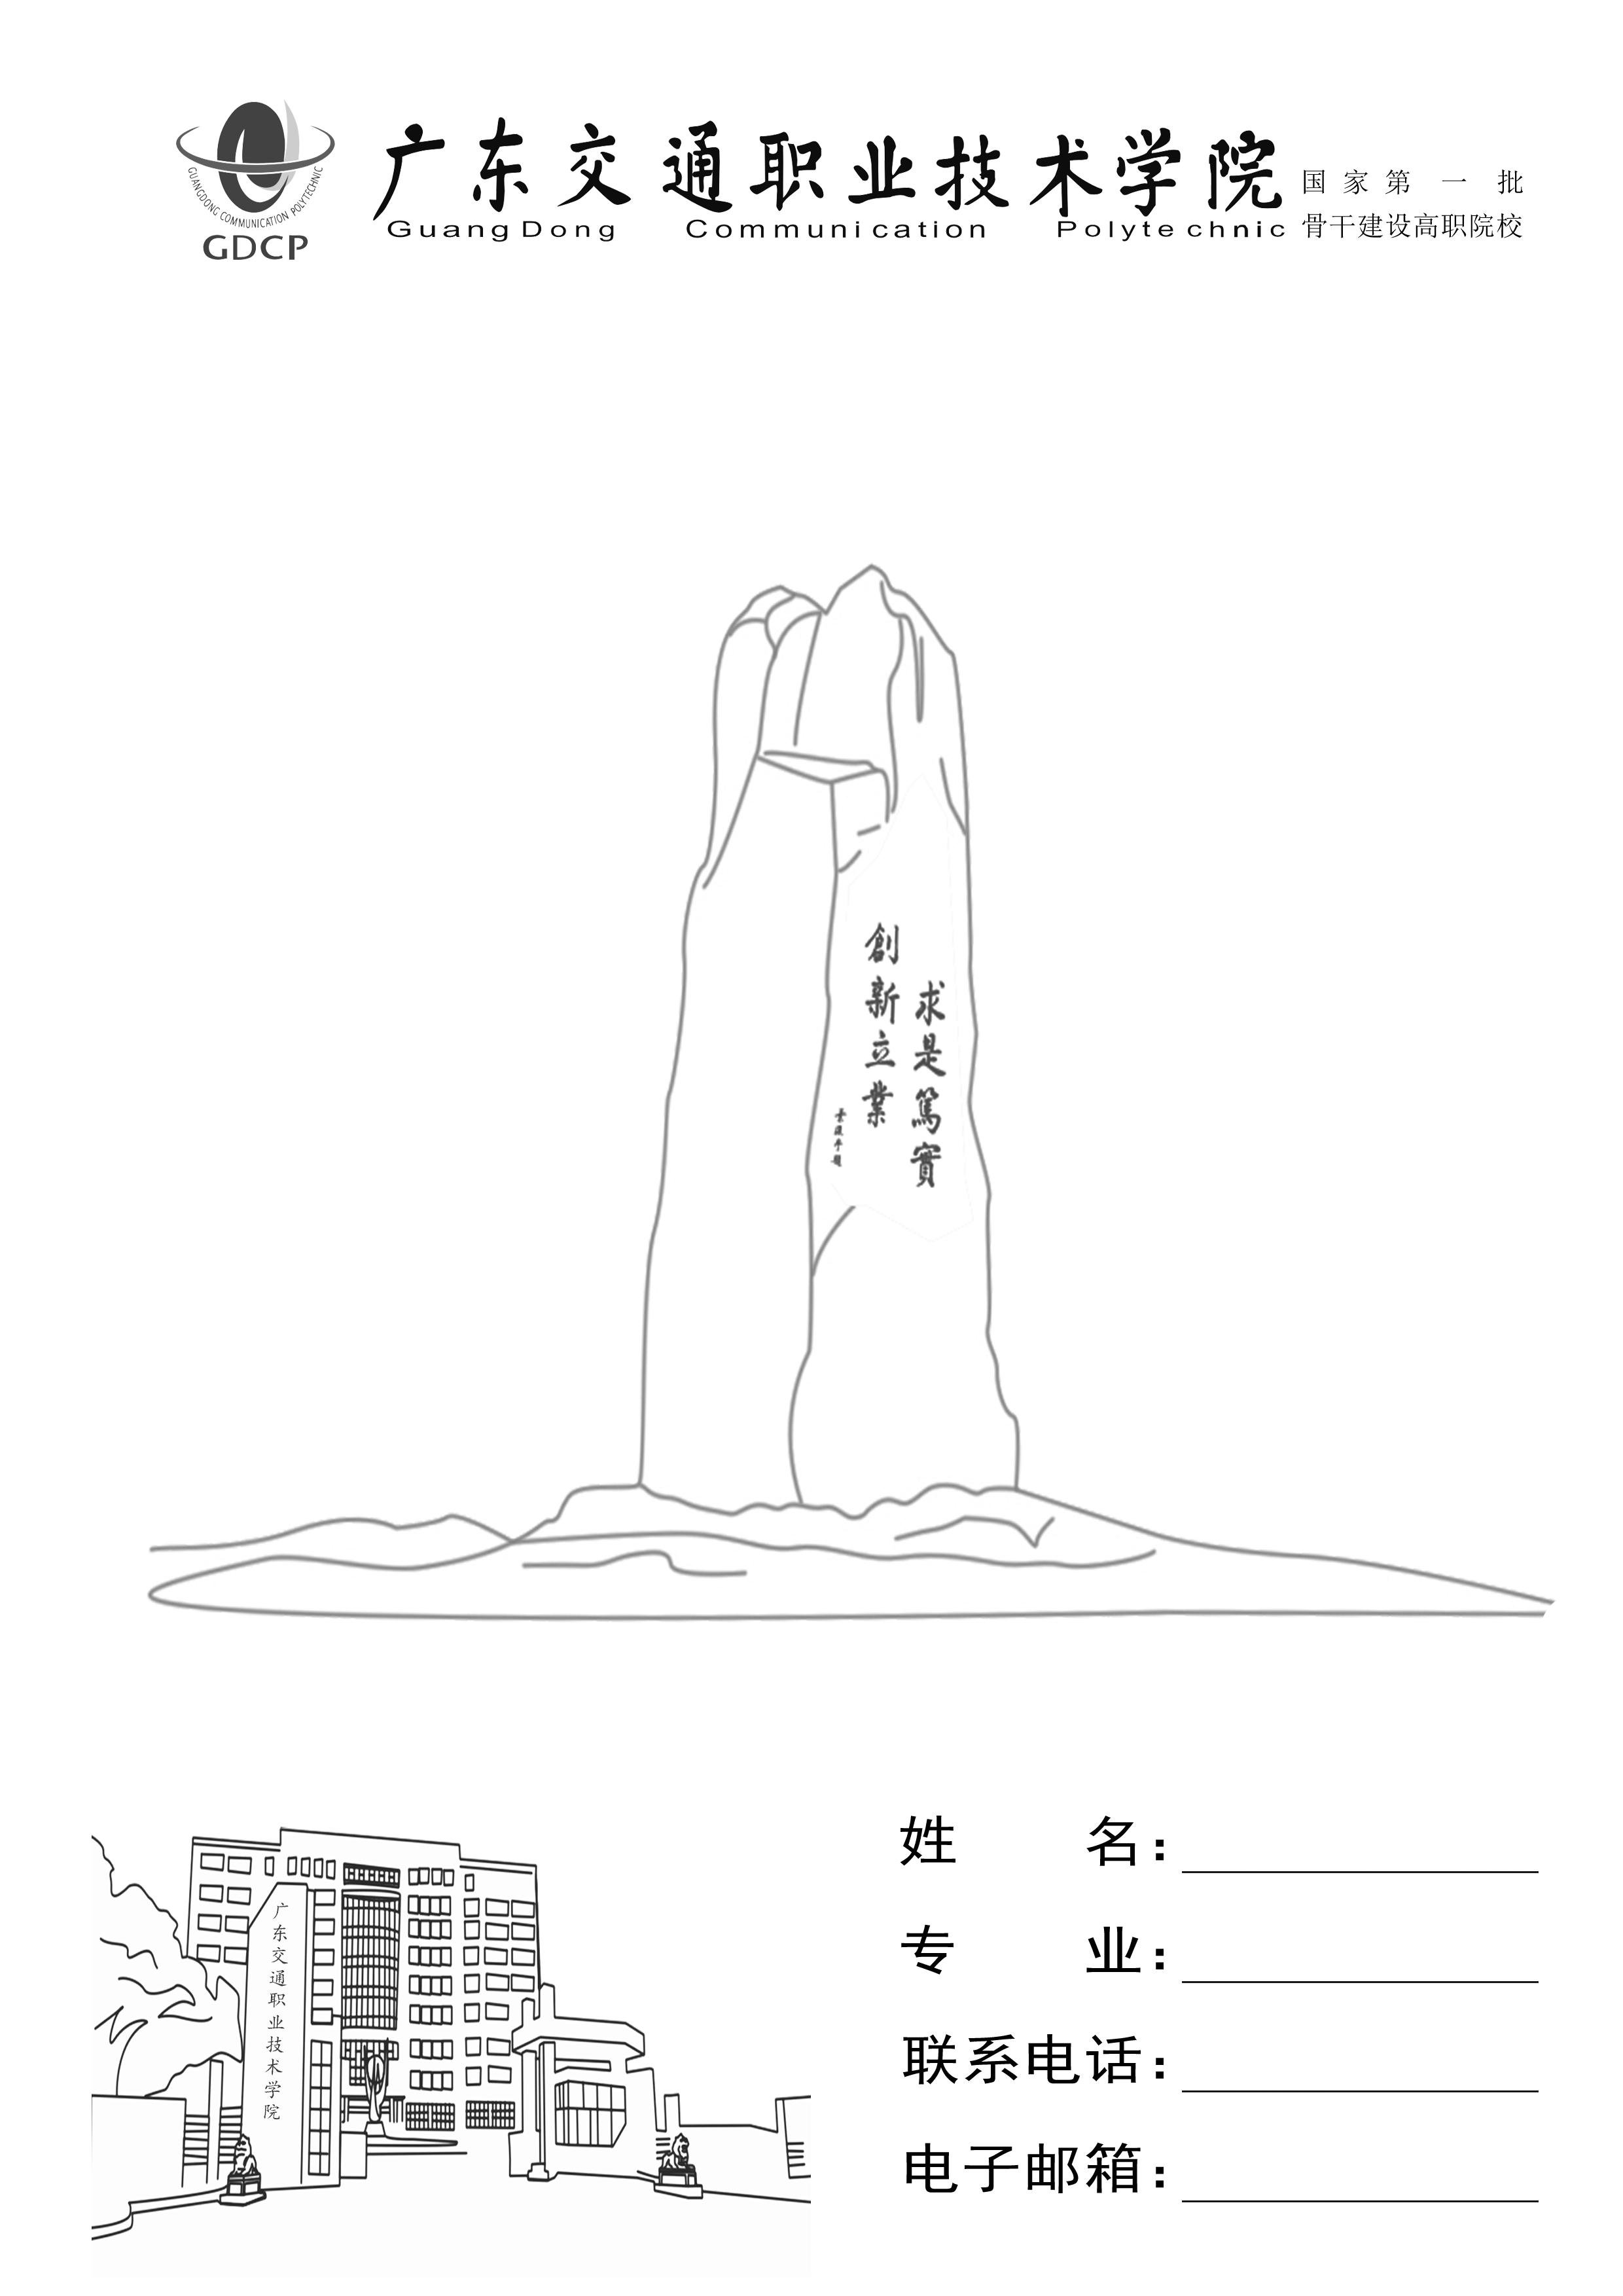 广东交通职业技术学院
GuangDong Communication Polytechnic
国家第一批
骨干建设高职院校
GUANGDONG COMMUNICATION POLYTECHNIC
GDCP
求是篤實
創新立業
广东交通职业技术学院
姓名:
专业:
联系电话:
电子邮箱: